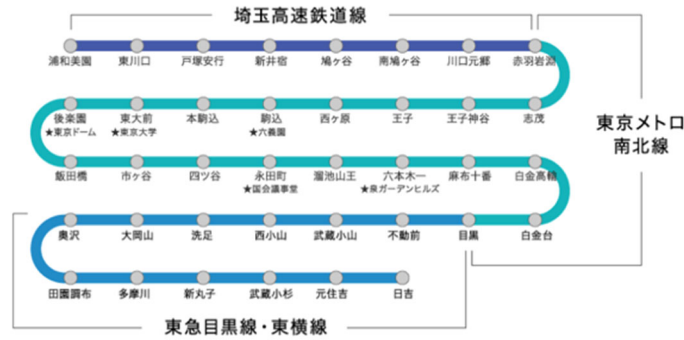 埼玉高速鉄道線
浦和美園 東川口 戸塚安行 新井宿 鳩ヶ谷 南鳩ヶ谷 川口元郷 赤羽岩淵
後楽園 東大前 本駒込 駒込 西ヶ原 王子 王子神谷 志茂
★東京ドーム ★東京大学 ★六義園
東京メトロ
南北線
飯田橋 市ヶ谷 四ツ谷 永田町 溜池山王 六本木一 麻布十番 白金高輪
★国会議事堂 ★泉ガーデンヒルズ
奥沢 大岡山 洗足 西小山 武蔵小山 不動前 目黒 白金台
田園調布 多摩川 新丸子 武蔵小杉 元住吉 日吉
東急目黒線・東横線